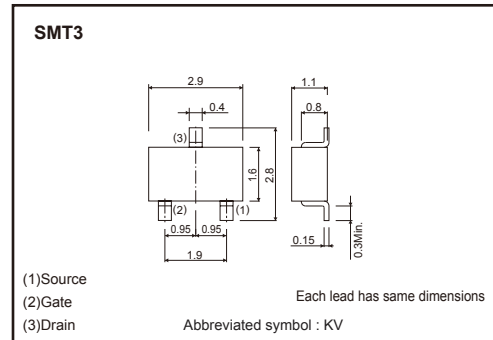 SMT3
2.9
1.1
0.4
0.8
(3)
1.6
2.8
(2)
(1)
0.95
0.95
0.15
0.3Min.
1.9
(1)Source
(2)Gate
Each lead has same dimensions
(3)Drain
Abbreviated symbol : KV